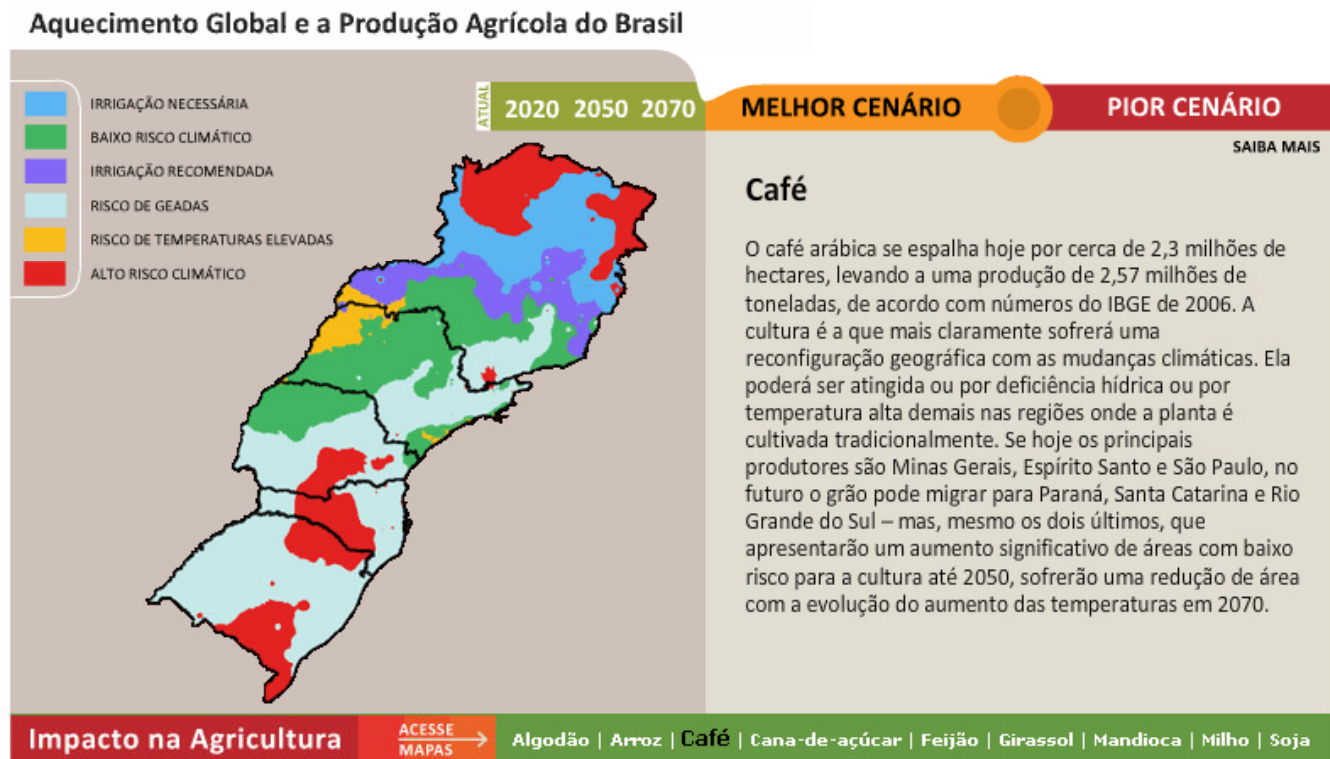 Aquecimento Global e a Produção Agrícola do Brasil
IRRIGAÇÃO NECESSÁRIA
BAIXO RISCO CLIMÁTICO
IRRIGAÇÃO RECOMENDADA
RISCO DE GEADAS
RISCO DE TEMPERATURAS ELEVADAS
ALTO RISCO CLIMÁTICO
ATUAL 2020 2050 2070 MELHOR CENÁRIO PIOR CENÁRIO
SAIBA MAIS
Café
O café arábica se espalha hoje por cerca de 2,3 milhões de
hectares, levando a uma produção de 2,57 milhões de
toneladas, de acordo com números do IBGE de 2006. A
cultura é a que mais claramente sofrerá uma
reconfiguração geográfica com as mudanças climáticas. Ela
poderá ser atingida ou por deficiência hídrica ou por
temperatura alta demais nas regiões onde a planta é
cultivada tradicionalmente. Se hoje os principais
produtores são Minas Gerais, Espírito Santo e São Paulo, no
futuro o grão pode migrar para Paraná, Santa Catarina e Rio
Grande do Sul – mas, mesmo os dois últimos, que
apresentarão um aumento significativo de áreas com baixo
risco para a cultura até 2050, sofrerão uma redução de área
com a evolução do aumento das temperaturas em 2070.
Impacto na Agricultura
ACESSE
MAPAS
Algodão | Arroz | Café | Cana-de-açúcar | Feijão | Girassol | Mandioca | Milho | Soja